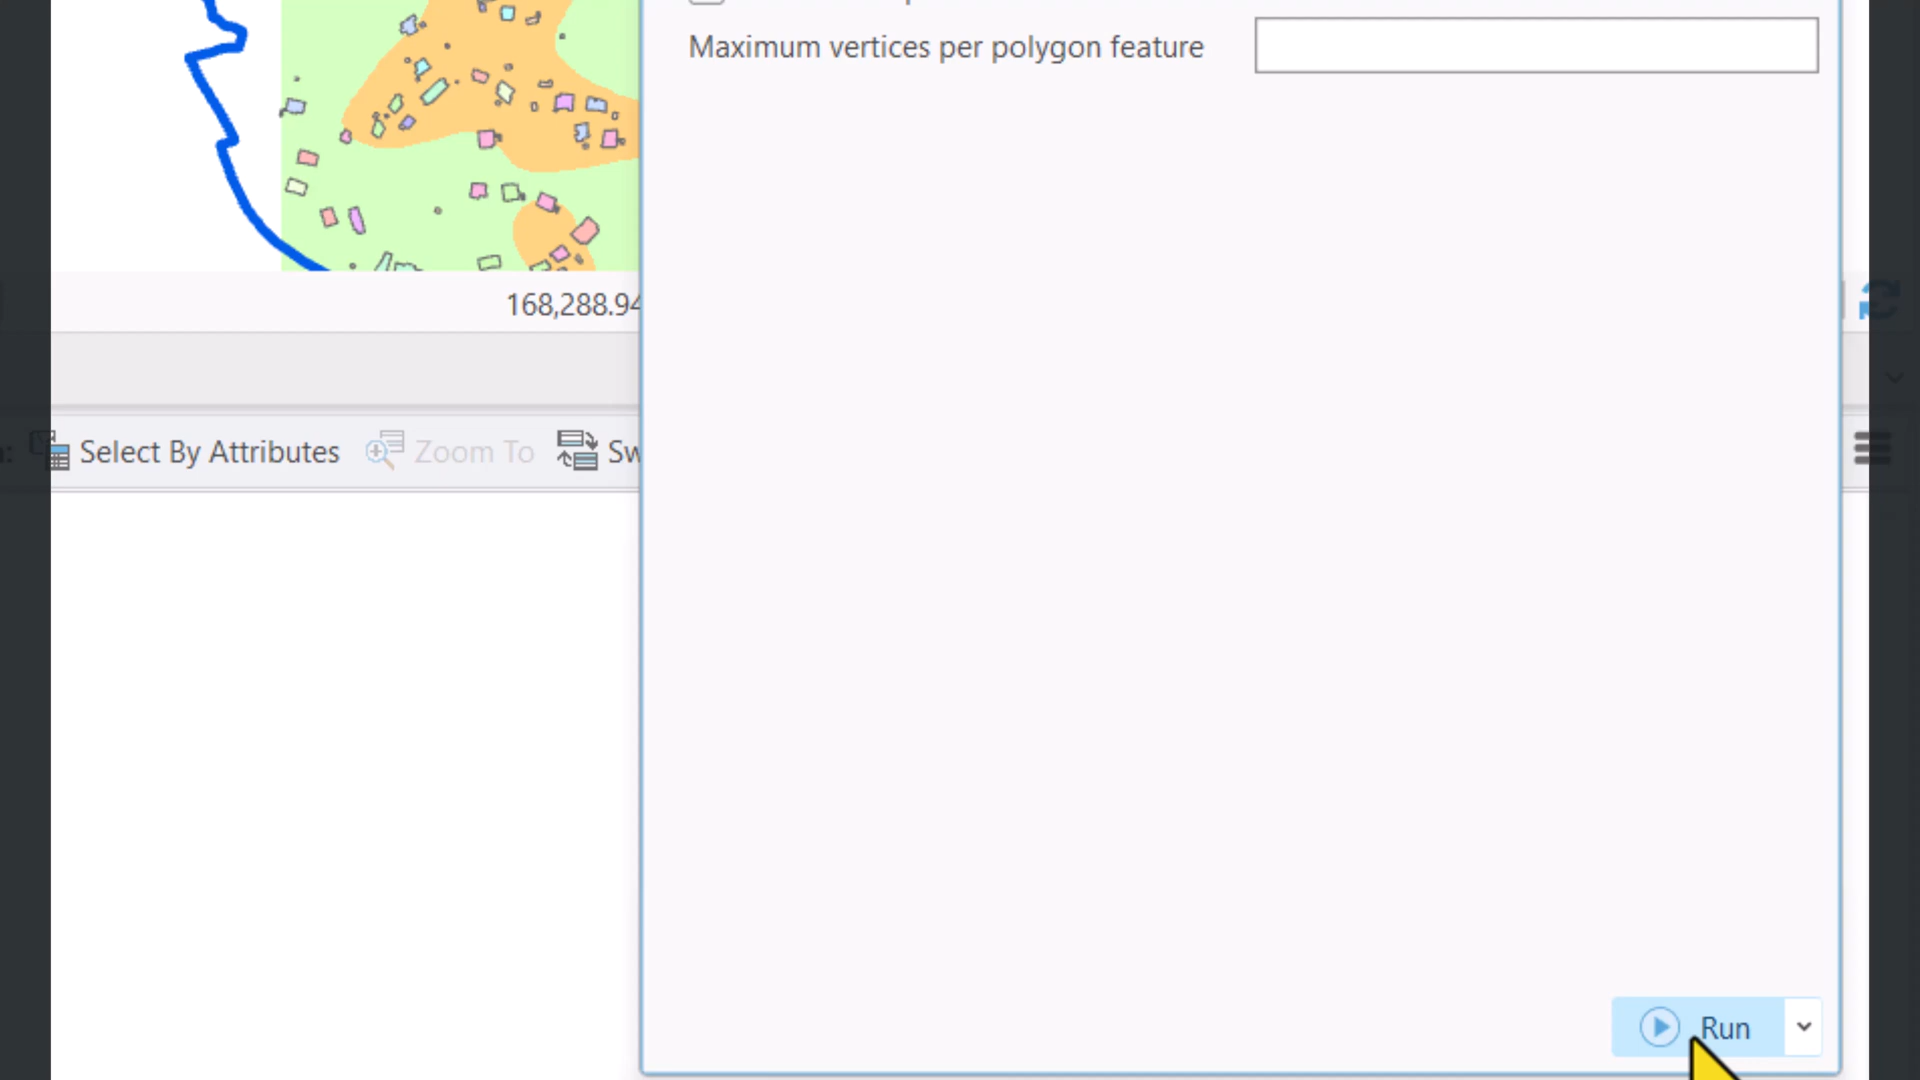 Maximum vertices per polygon feature
168,288.94
Select By Attributes
Zoom To
Sw
Run